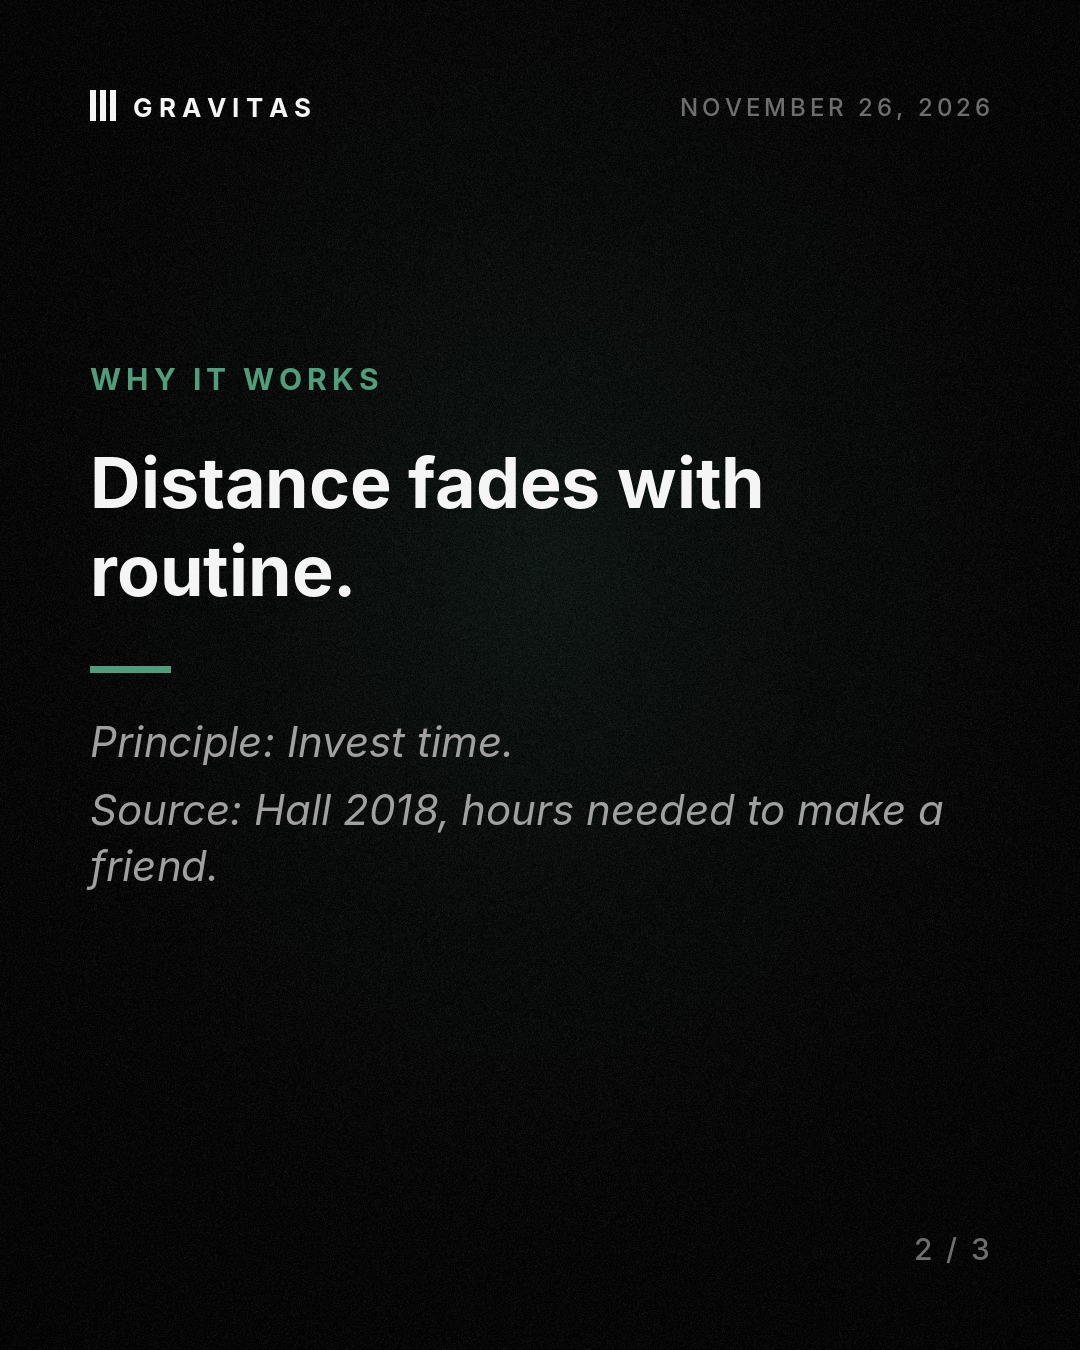 GRAVITAS
NOVEMBER 26, 2026
WHY IT WORKS
Distance fades with
routine.
Principle: Invest time.
Source: Hall 2018, hours needed to make a
friend.
2 / 3